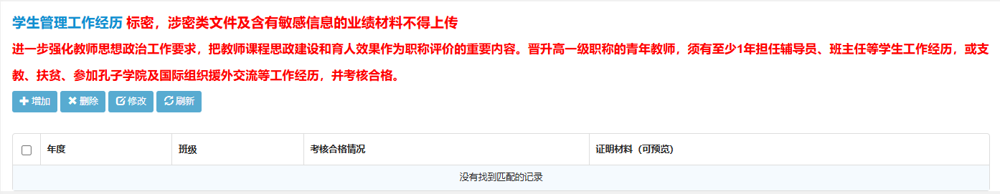 学生管理工作经历 标密，涉密类文件及含有敏感信息的业绩材料不得上传
进一步强化教师思想政治工作要求，把教师课程思政建设和育人效果作为职称评价的重要内容。晋升高一级职称的青年教师，须有至少1年担任辅导员、班主任等学生工作经历，或支
教、扶贫、参加孔子学院及国际组织援外交流等工作经历，并考核合格。
增加 删除 修改 刷新
年度 班级 考核合格情况 证明材料（可预览）
没有找到匹配的记录